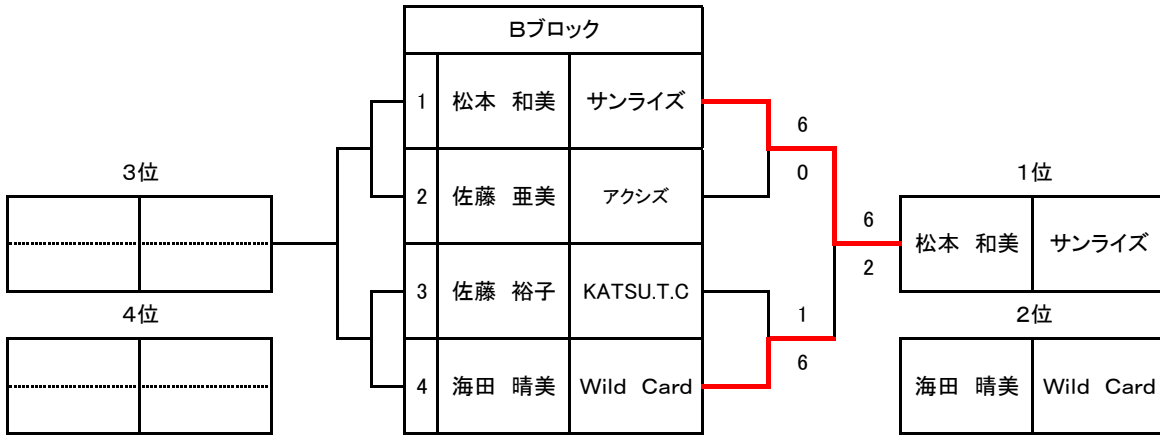 Bブロック
1 松本 和美 サンライズ
6
3位
0
1位
2 佐藤 亜美 アクシズ
6
松本 和美 サンライズ
2
3 佐藤 裕子 KATSU.T.C
4位
1
2位
6
4 海田 晴美 Wild Card
海田 晴美 Wild Card